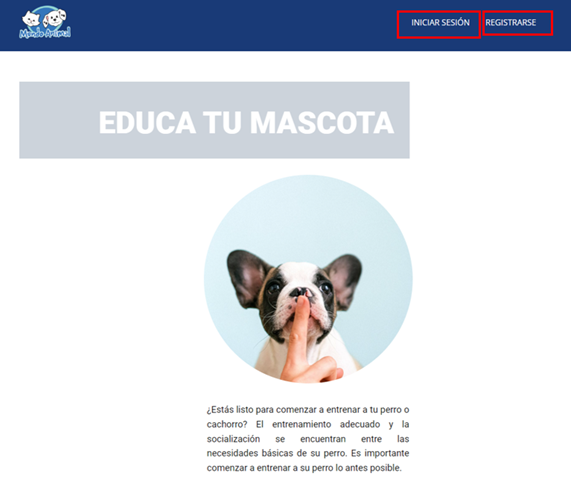 Mundo Animal
INICIAR SESIÓN
REGISTRARSE
EDUCA TU MASCOTA
¿Estás listo para comenzar a entrenar a tu perro o
cachorro? El entrenamiento adecuado y la
socialización se encuentran entre las
necesidades básicas de su perro. Es importante
comenzar a entrenar a su perro lo antes posible.